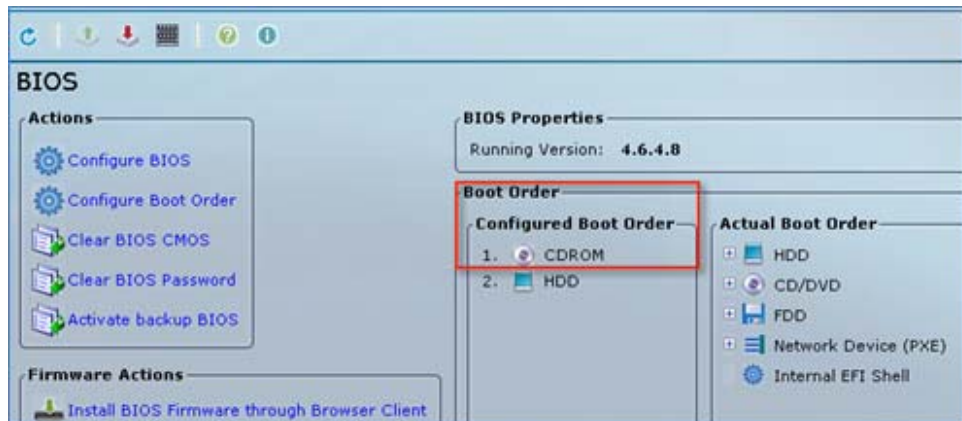 BIOS
Actions
Configure BIOS
Configure Boot Order
Clear BIOS CMOS
Clear BIOS Password
Activate backup BIOS
Firmware Actions
Install BIOS Firmware through Browser Client
BIOS Properties
Running Version: 4.6.4.8
Boot Order
Configured Boot Order
1. CDROM
2. HDD
Actual Boot Order
HDD
CD/DVD
FDD
Network Device (PXE)
Internal EFI Shell